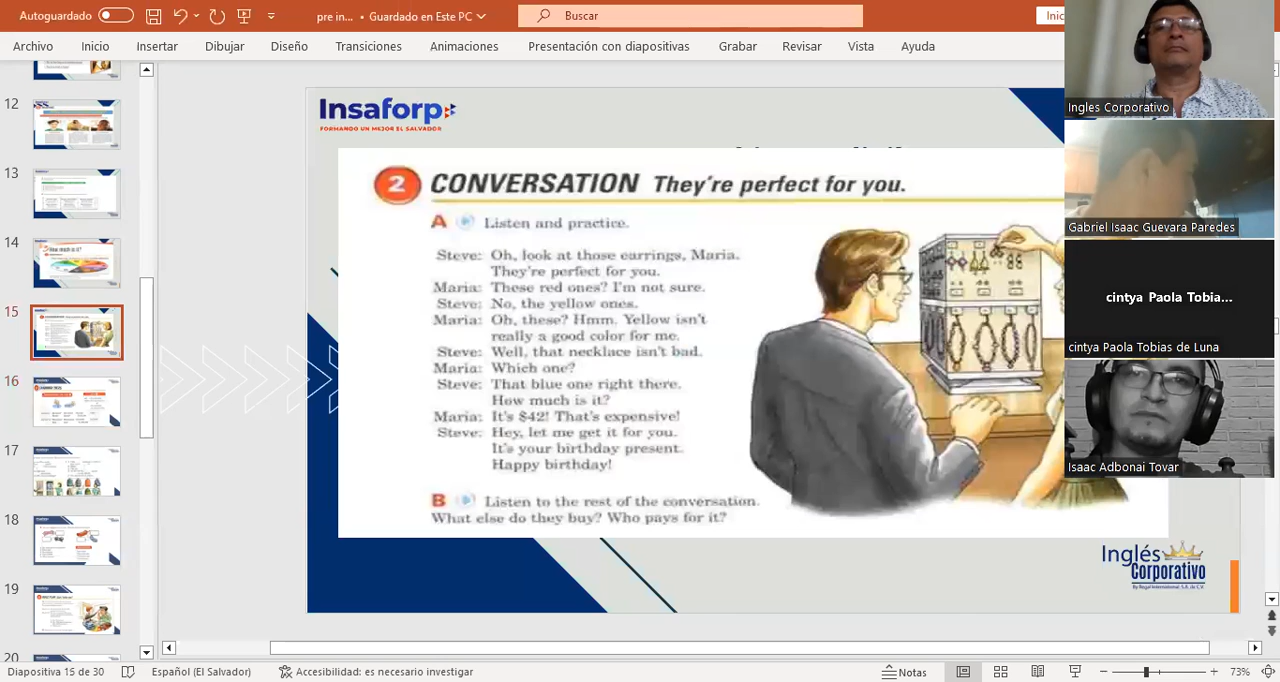 Autoguardado
pre in... • Guardado en Este PC
Buscar
Inic
Archivo Inicio Insertar Dibujar Diseño Transiciones Animaciones Presentación con diapositivas Grabar Revisar Vista Ayuda
12
13
14
15
16
17
18
19
20
Insaforp
FORMANDO UN MEJOR EL SALVADOR
2 CONVERSATION They're perfect for you.
A Listen and practice.
Steve: Oh, look at those earrings, Maria.
They're perfect for you.
Maria: These red ones? I'm not sure.
Steve: No, the yellow ones.
Maria: Oh, these? Hmm. Yellow isn't
really a good color for me.
Steve: Well, that necklace isn't bad.
Maria: Which one?
Steve: That blue one right there.
How much is it?
Maria: It's $42! That's expensive!
Steve: Hey, let me get it for you.
It's your birthday present.
Happy birthday!
B Listen to the rest of the conversation.
What else do they buy? Who pays for it?
Inglés
Corporativo
Ingles Corporativo
Gabriel Isaac Guevara Paredes
cintya Paola Tobia...
cintya Paola Tobias de Luna
Isaac Adbonai Tovar
Diapositiva 15 de 30 Español (El Salvador) Accesibilidad: es necesario investigar Notas 73%